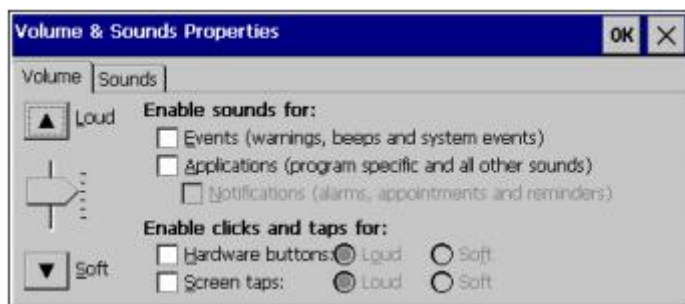 Volume & Sounds Properties OK
Volume Sounds
Loud
Enable sounds for:
Events (warnings, beeps and system events)
Applications (program specific and all other sounds)
Notifications (alarms, appointments and reminders)
Enable clicks and taps for:
Hardware buttons: Loud Soft
Soft
Screen taps: Loud Soft